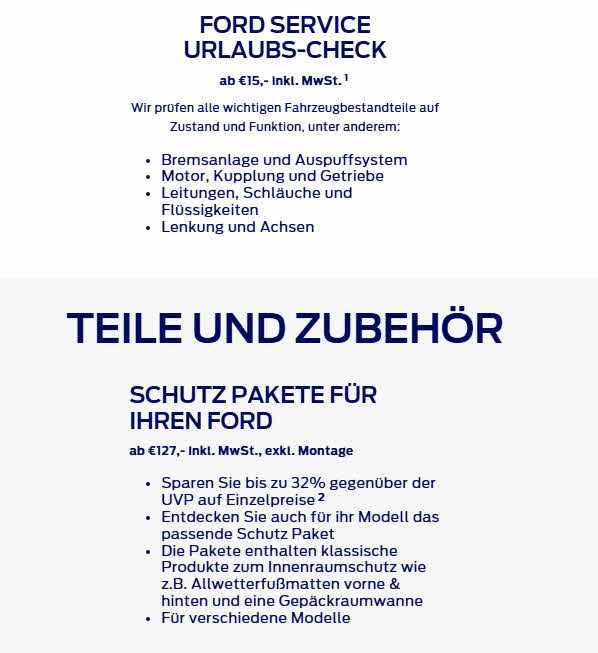 FORD SERVICE
URLAUBS-CHECK
ab €15,- inkl. MwSt. ¹
Wir prüfen alle wichtigen Fahrzeugbestandteile auf
Zustand und Funktion, unter anderem:
• Bremsanlage und Auspuffsystem
• Motor, Kupplung und Getriebe
• Leitungen, Schläuche und
Flüssigkeiten
• Lenkung und Achsen
TEILE UND ZUBEHÖR
SCHUTZ PAKETE FÜR
IHREN FORD
ab €127,- inkl. MwSt., exkl. Montage
• Sparen Sie bis zu 32% gegenüber der
UVP auf Einzelpreise ²
• Entdecken Sie auch für ihr Modell das
passende Schutz Paket
• Die Pakete enthalten klassische
Produkte zum Innenraumschutz wie
z.B. Allwetterfußmatten vorne &
hinten und eine Gepäckraumwanne
• Für verschiedene Modelle